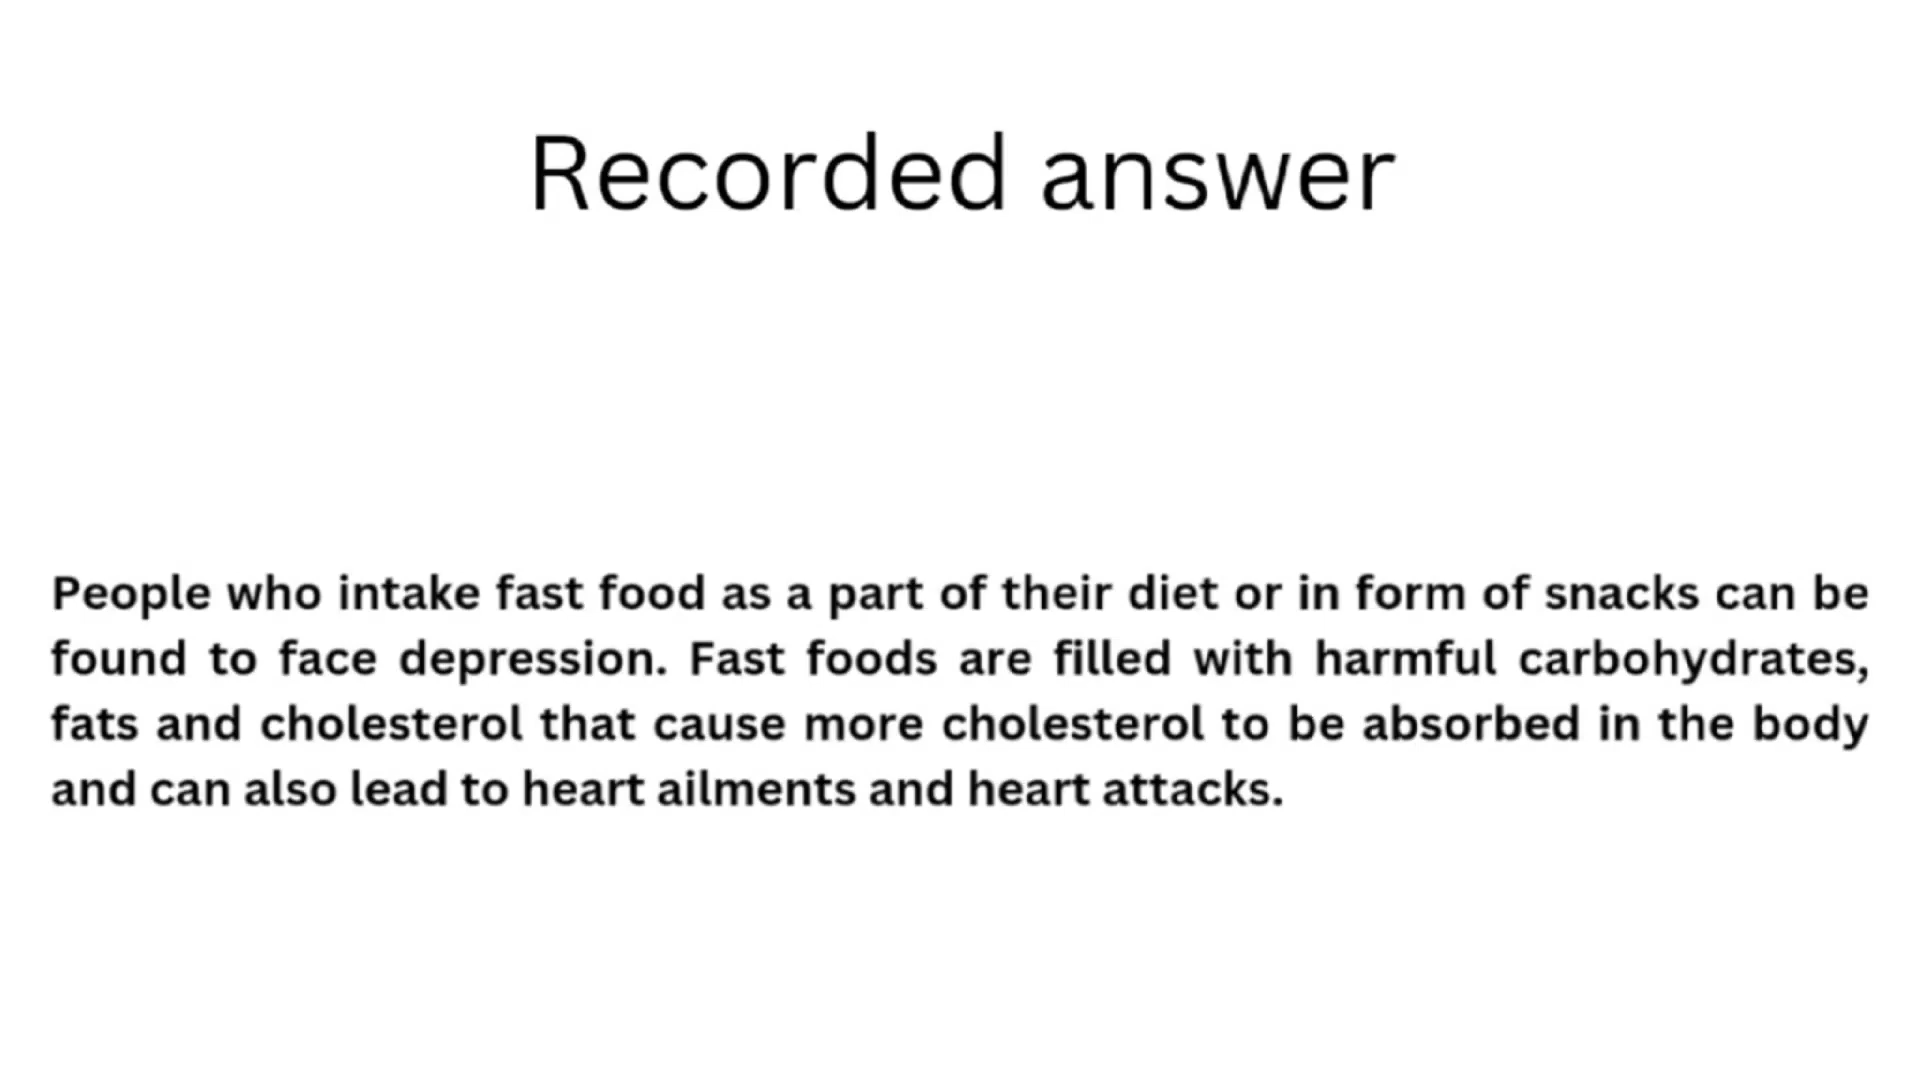 Recorded answer
People who intake fast food as a part of their diet or in form of snacks can be
found to face depression. Fast foods are filled with harmful carbohydrates,
fats and cholesterol that cause more cholesterol to be absorbed in the body
and can also lead to heart ailments and heart attacks.